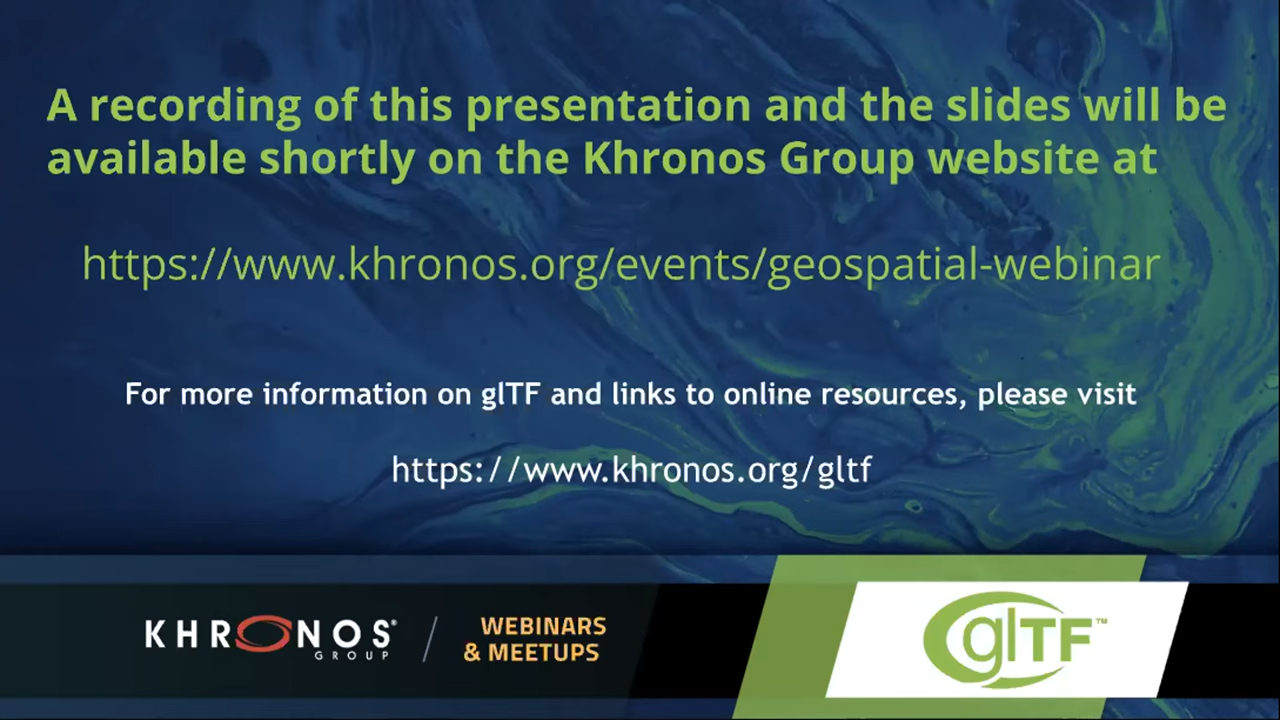 A recording of this presentation and the slides will be
available shortly on the Khronos Group website at
https://www.khronos.org/events/geospatial-webinar
For more information on glTF and links to online resources, please visit
https://www.khronos.org/gltf
KHRONOS®
GROUP
WEBINARS
& MEETUPS
glTF™